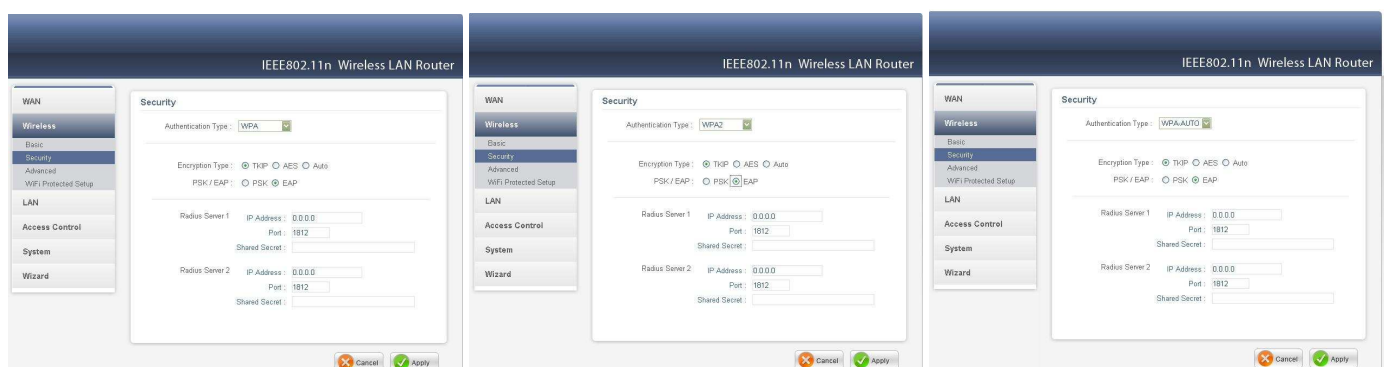 IEEE802.11n Wireless LAN Router
WAN
Wireless
Basic
Security
Advanced
WiFi Protected Setup
LAN
Access Control
System
Wizard
Security
Authentication Type : WPA
Encryption Type : TKIP AES Auto
PSK / EAP : PSK EAP
Radius Server 1 IP Address : 0.0.0.0
Port : 1812
Shared Secret :
Radius Server 2 IP Address : 0.0.0.0
Port : 1812
Shared Secret :
Cancel Apply
IEEE802.11n Wireless LAN Router
WAN
Wireless
Basic
Security
Advanced
WiFi Protected Setup
LAN
Access Control
System
Wizard
Security
Authentication Type : WPA2
Encryption Type : TKIP AES Auto
PSK / EAP : PSK EAP
Radius Server 1 IP Address : 0.0.0.0
Port : 1812
Shared Secret :
Radius Server 2 IP Address : 0.0.0.0
Port : 1812
Shared Secret :
Cancel Apply
IEEE802.11n Wireless LAN Router
WAN
Wireless
Basic
Security
Advanced
WiFi Protected Setup
LAN
Access Control
System
Wizard
Security
Authentication Type : WPA-AUTO
Encryption Type : TKIP AES Auto
PSK / EAP : PSK EAP
Radius Server 1 IP Address : 0.0.0.0
Port : 1812
Shared Secret :
Radius Server 2 IP Address : 0.0.0.0
Port : 1812
Shared Secret :
Cancel Apply